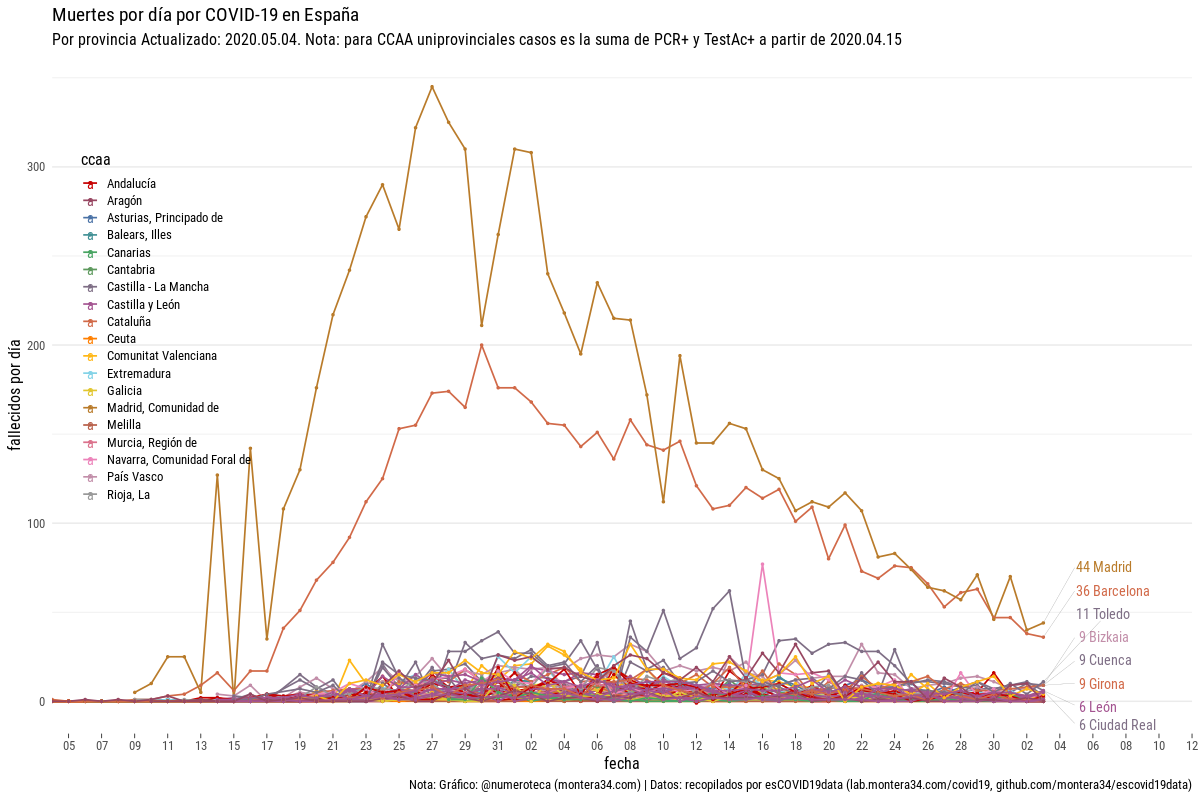 Muertes por día por COVID-19 en España
Por provincia Actualizado: 2020.05.04. Nota: para CCAA uniprovinciales casos es la suma de PCR+ y TestAc+ a partir de 2020.04.15
fallecidos por día
300
200
100
0
ccaa
Andalucía
Aragón
Asturias, Principado de
Balears, Illes
Canarias
Cantabria
Castilla - La Mancha
Castilla y León
Cataluña
Ceuta
Comunitat Valenciana
Extremadura
Galicia
Madrid, Comunidad de
Melilla
Murcia, Región de
Navarra, Comunidad Foral de
País Vasco
Rioja, La
44 Madrid
36 Barcelona
11 Toledo
9 Bizkaia
9 Cuenca
9 Girona
6 León
6 Ciudad Real
05 07 09 11 13 15 16 17 19 21 23 25 27 29 31 02 04 06 08 10 12 14 16 18 20 22 24 26 28 30 02 04 06 08 10 12
fecha
Nota: Gráfico: @numeroteca (montera34.com) | Datos: recopilados por esCOVID19data (lab.montera34.com/covid19, github.com/montera34/escovid19data)